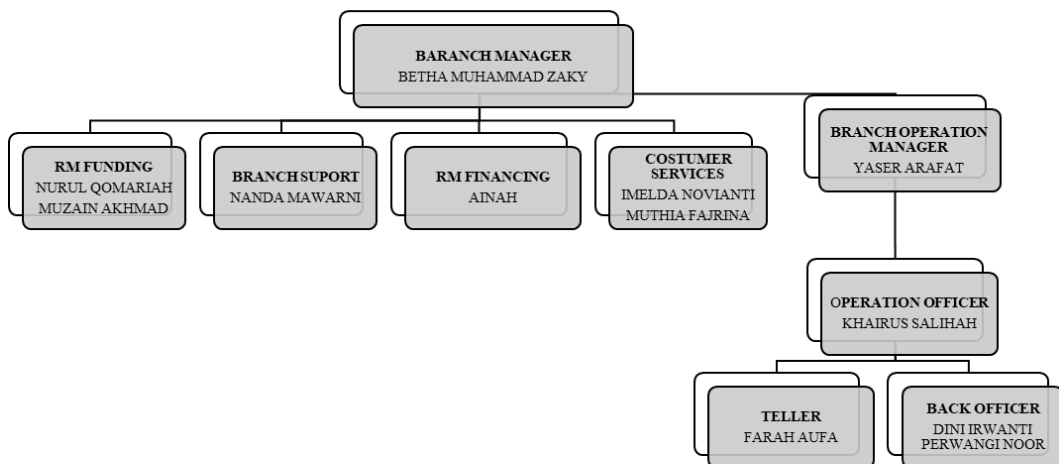 BARANCH MANAGER
BETHA MUHAMMAD ZAKY
RM FUNDING
NURUL QOMARIAH
MUZAIN AKHMAD
BRANCH SUPORT
NANDA MAWARNI
RM FINANCING
AINAH
COSTUMER
SERVICES
IMELDA NOVIANTI
MUTHIA FAJRINA
BRANCH OPERATION
MANAGER
YASER ARAFAT
OPERATION OFFICER
KHAIRUS SALIHAH
TELLER
FARAH AUFA
BACK OFFICER
DINI IRWANTI
PERWANGI NOOR